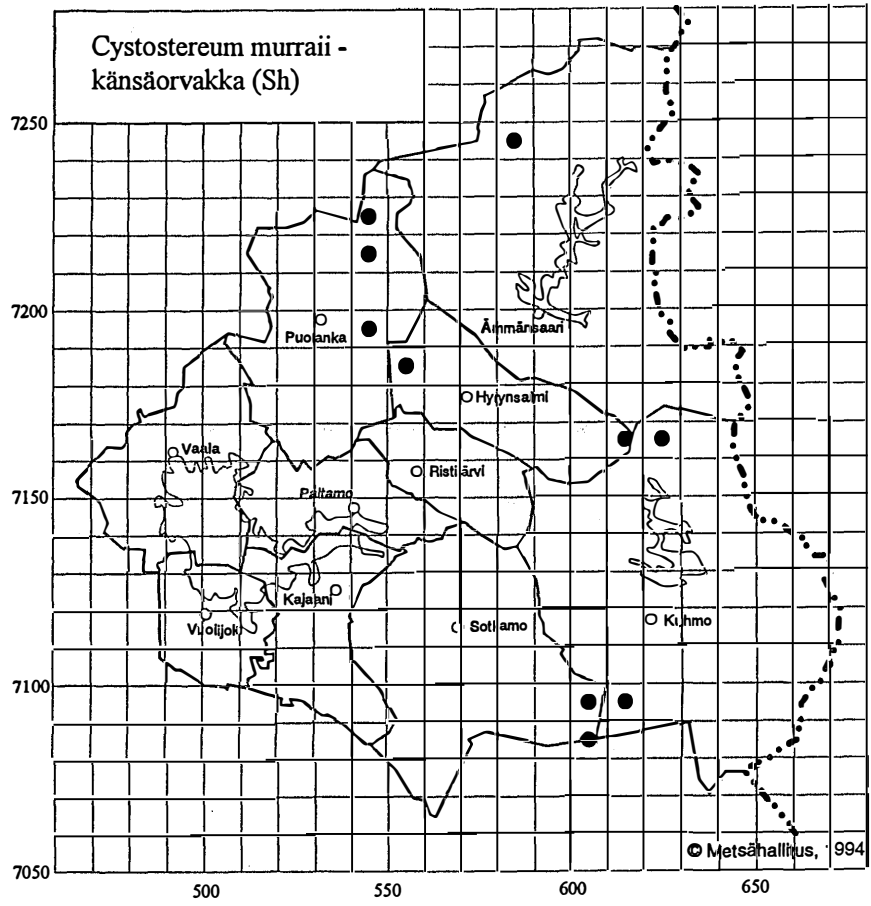 Cystostereum murraii -
känsäorvakka (Sh)
7250
7200
Puolanka
Ämmänsaari
Hyrynsalmi
Vaala
Ristijärvi
7150
Paltamo
Kajaani
Vuolijoki
Sotkamo
Kuhmo
7100
© Metsähallitus, 1994
7050
500
550
600
650